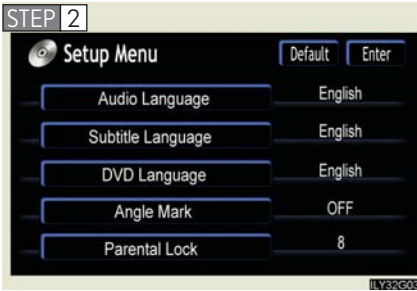 STEP 2
Setup Menu Default Enter
Audio Language English
Subtitle Language English
DVD Language English
Angle Mark OFF
Parental Lock 8
ILY32G03